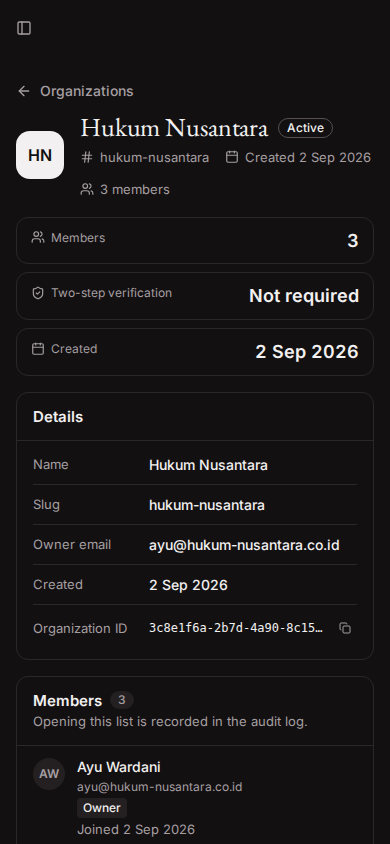 Organizations
HN
Hukum Nusantara Active
hukum-nusantara Created 2 Sep 2026
3 members
Members 3
Two-step verification Not required
Created 2 Sep 2026
Details
Name Hukum Nusantara
Slug hukum-nusantara
Owner email ayu@hukum-nusantara.co.id
Created 2 Sep 2026
Organization ID 3c8e1f6a-2b7d-4a90-8c15…
Members 3
Opening this list is recorded in the audit log.
AW
Ayu Wardani
ayu@hukum-nusantara.co.id
Owner
Joined 2 Sep 2026